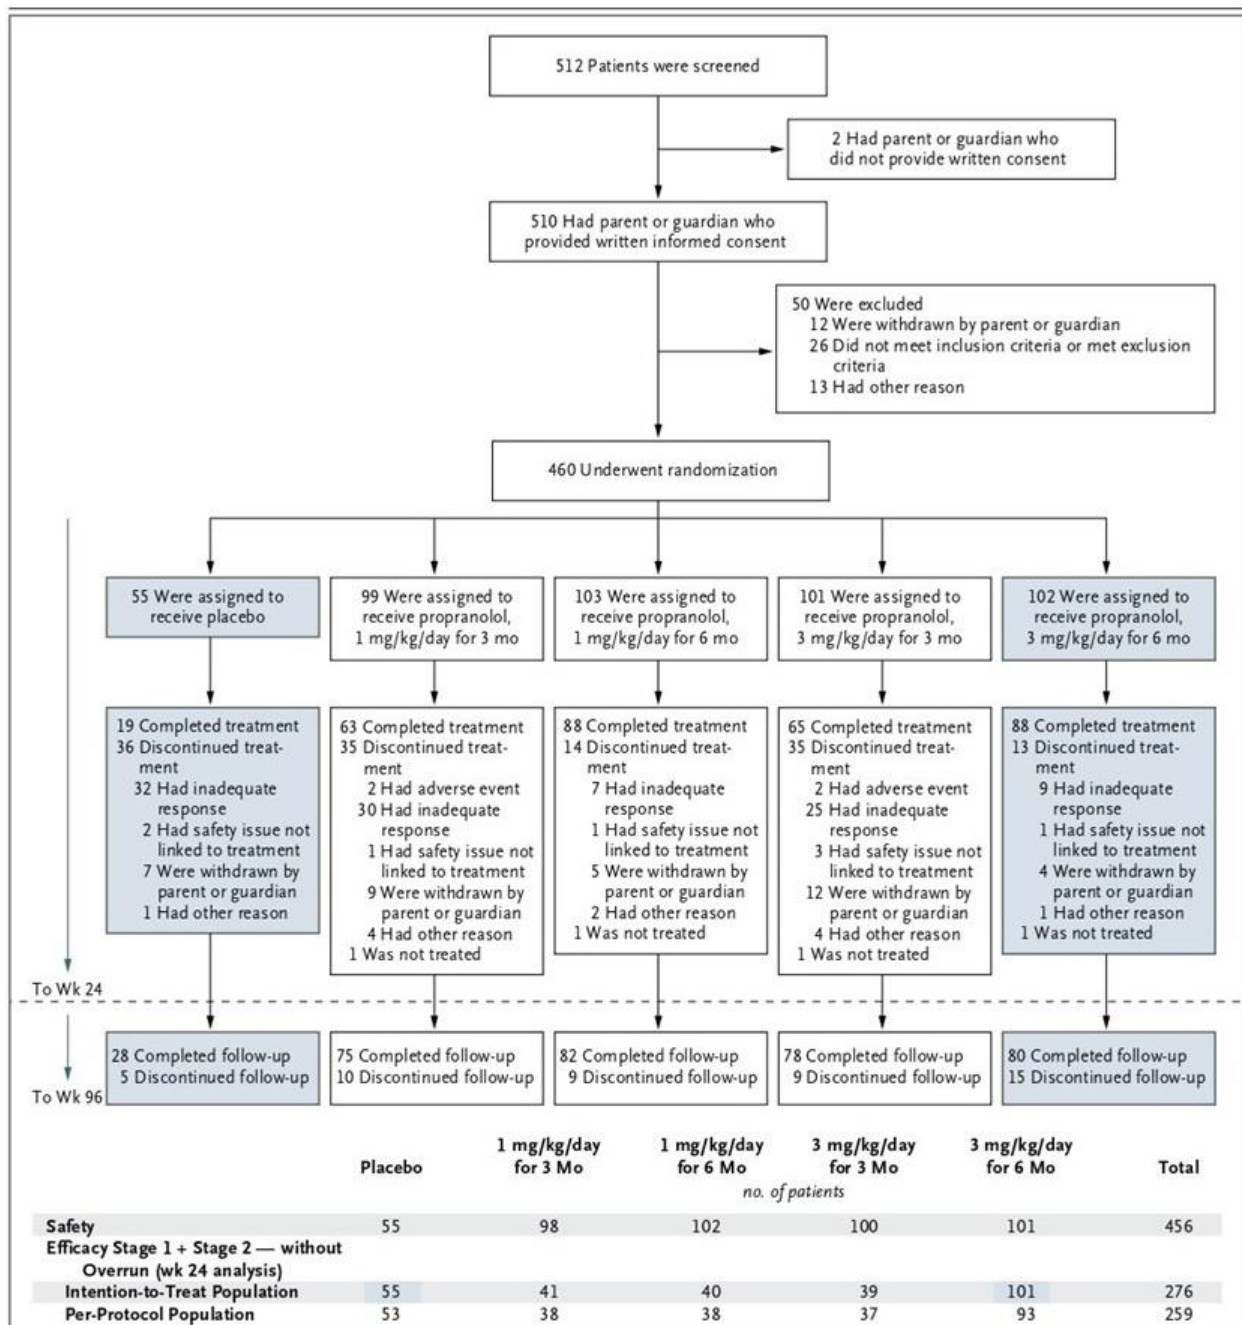 512 Patients were screened
2 Had parent or guardian who
did not provide written consent
510 Had parent or guardian who
provided written informed consent
50 Were excluded
12 Were withdrawn by parent or guardian
26 Did not meet inclusion criteria or met exclusion
criteria
13 Had other reason
460 Underwent randomization
55 Were assigned to
receive placebo
99 Were assigned to
receive propranolol,
1 mg/kg/day for 3 mo
103 Were assigned to
receive propranolol,
1 mg/kg/day for 6 mo
101 Were assigned to
receive propranolol,
3 mg/kg/day for 3 mo
102 Were assigned to
receive propranolol,
3 mg/kg/day for 6 mo
19 Completed treatment
36 Discontinued treat-
ment
32 Had inadequate
response
2 Had safety issue not
linked to treatment
7 Were withdrawn by
parent or guardian
1 Had other reason
63 Completed treatment
35 Discontinued treat-
ment
2 Had adverse event
30 Had inadequate
response
1 Had safety issue not
linked to treatment
9 Were withdrawn by
parent or guardian
4 Had other reason
1 Was not treated
88 Completed treatment
14 Discontinued treat-
ment
7 Had inadequate
response
1 Had safety issue not
linked to treatment
5 Were withdrawn by
parent or guardian
2 Had other reason
1 Was not treated
65 Completed treatment
35 Discontinued treat-
ment
2 Had adverse event
25 Had inadequate
response
3 Had safety issue not
linked to treatment
12 Were withdrawn by
parent or guardian
4 Had other reason
1 Was not treated
88 Completed treatment
13 Discontinued treat-
ment
9 Had inadequate
response
1 Had safety issue not
linked to treatment
4 Were withdrawn by
parent or guardian
1 Had other reason
1 Was not treated
To Wk 24
28 Completed follow-up
5 Discontinued follow-up
75 Completed follow-up
10 Discontinued follow-up
82 Completed follow-up
9 Discontinued follow-up
78 Completed follow-up
9 Discontinued follow-up
80 Completed follow-up
15 Discontinued follow-up
To Wk 96
Placebo 1 mg/kg/day for 3 Mo 1 mg/kg/day for 6 Mo 3 mg/kg/day for 3 Mo 3 mg/kg/day for 6 Mo Total
no. of patients
Safety 55 98 102 100 101 456
Efficacy Stage 1 + Stage 2 — without
Overrun (wk 24 analysis)
Intention-to-Treat Population 55 41 40 39 101 276
Per-Protocol Population 53 38 38 37 93 259